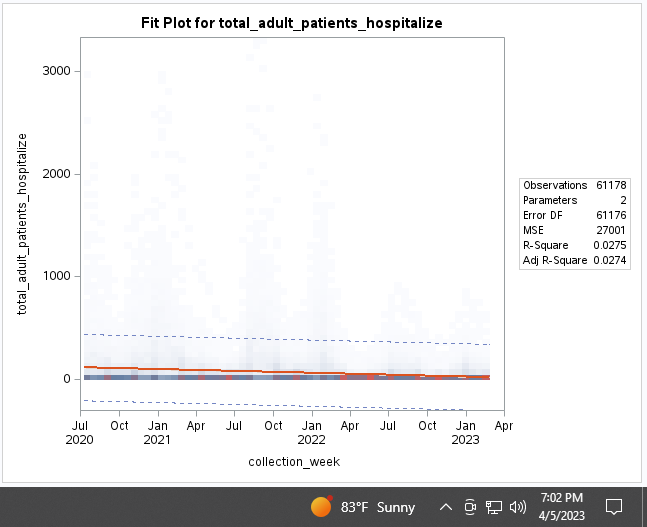 Fit Plot for total_adult_patients_hospitalize
total_adult_patients_hospitalize
3000
2000
1000
0
Jul Oct Jan Apr Jul Oct Jan Apr Jul Oct Jan Apr
2020 2021 2022 2023
collection_week
Observations 61178
Parameters 2
Error DF 61176
MSE 27001
R-Square 0.0275
Adj R-Square 0.0274
83°F Sunny
7:02 PM
4/5/2023